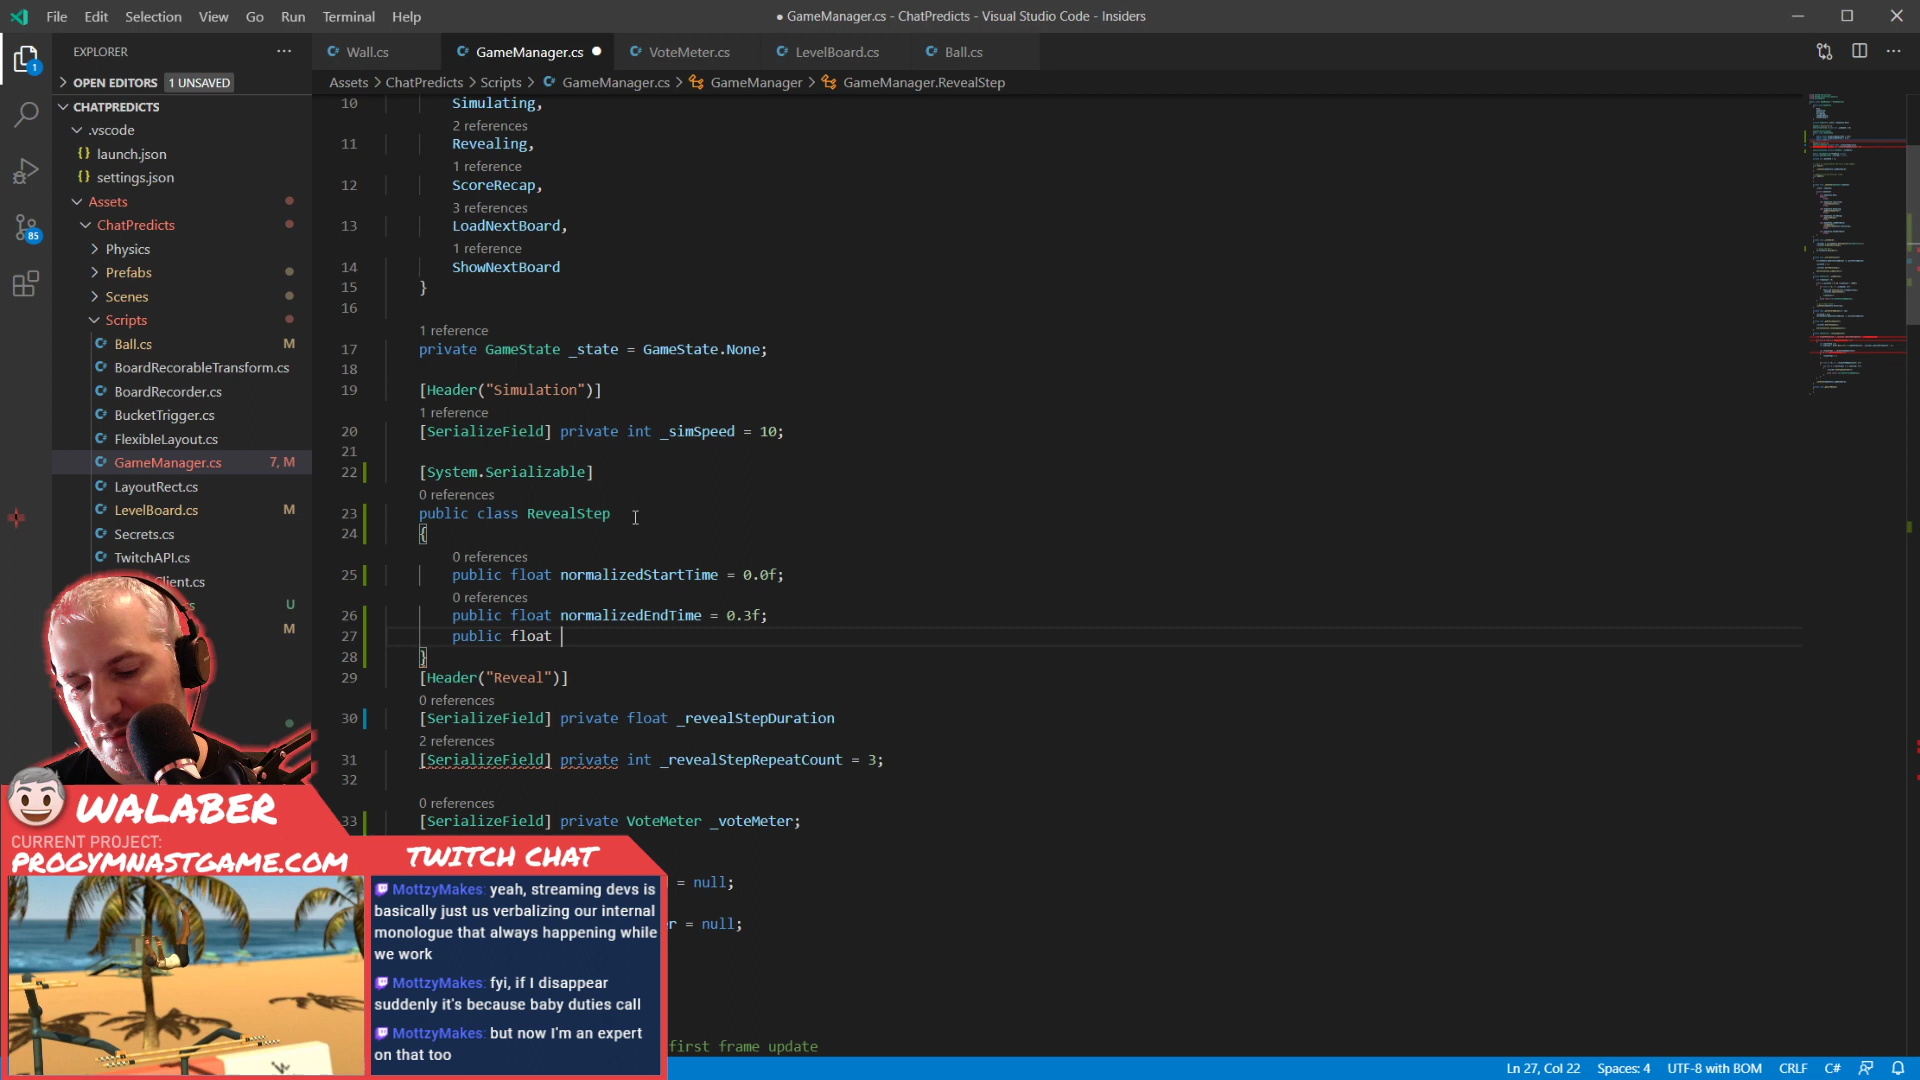 File Edit Selection View Go Run Terminal Help
● GameManager.cs - ChatPredicts - Visual Studio Code - Insiders
EXPLORER ···
Wall.cs GameManager.cs VoteMeter.cs LevelBoard.cs Ball.cs
OPEN EDITORS 1 UNSAVED
Assets > ChatPredicts > Scripts > GameManager.cs > GameManager > GameManager.RevealStep
CHATPREDICTS
.vscode
launch.json
settings.json
Assets
ChatPredicts
Physics
Prefabs
Scenes
Scripts
Ball.cs M
BoardRecorableTransform.cs
BoardRecorder.cs
BucketTrigger.cs
FlexibleLayout.cs
GameManager.cs 7, M
LayoutRect.cs
LevelBoard.cs M
Secrets.cs
TwitchAPI.cs
Client.cs
U
M
1
85
10 Simulating,
2 references
11 Revealing,
1 reference
12 ScoreRecap,
3 references
13 LoadNextBoard,
1 reference
14 ShowNextBoard
15 }
16
1 reference
17 private GameState _state = GameState.None;
18
19 [Header("Simulation")]
1 reference
20 [SerializeField] private int _simSpeed = 10;
21
22 [System.Serializable]
0 references
23 public class RevealStep
24 {
0 references
25 public float normalizedStartTime = 0.0f;
0 references
26 public float normalizedEndTime = 0.3f;
27 public float
28 }
29 [Header("Reveal")]
0 references
30 [SerializeField] private float _revealStepDuration
2 references
31 [SerializeField] private int _revealStepRepeatCount = 3;
32
0 references
33 [SerializeField] private VoteMeter _voteMeter;
= null;
r = null;
first frame update
WALABER
CURRENT PROJECT:
PROGYMNASTGAME.COM
TWITCH CHAT
MottzyMakes: yeah, streaming devs is
basically just us verbalizing our internal
monologue that always happening while
we work
MottzyMakes: fyi, if I disappear
suddenly it's because baby duties call
MottzyMakes: but now I'm an expert
on that too
Ln 27, Col 22 Spaces: 4 UTF-8 with BOM CRLF C#